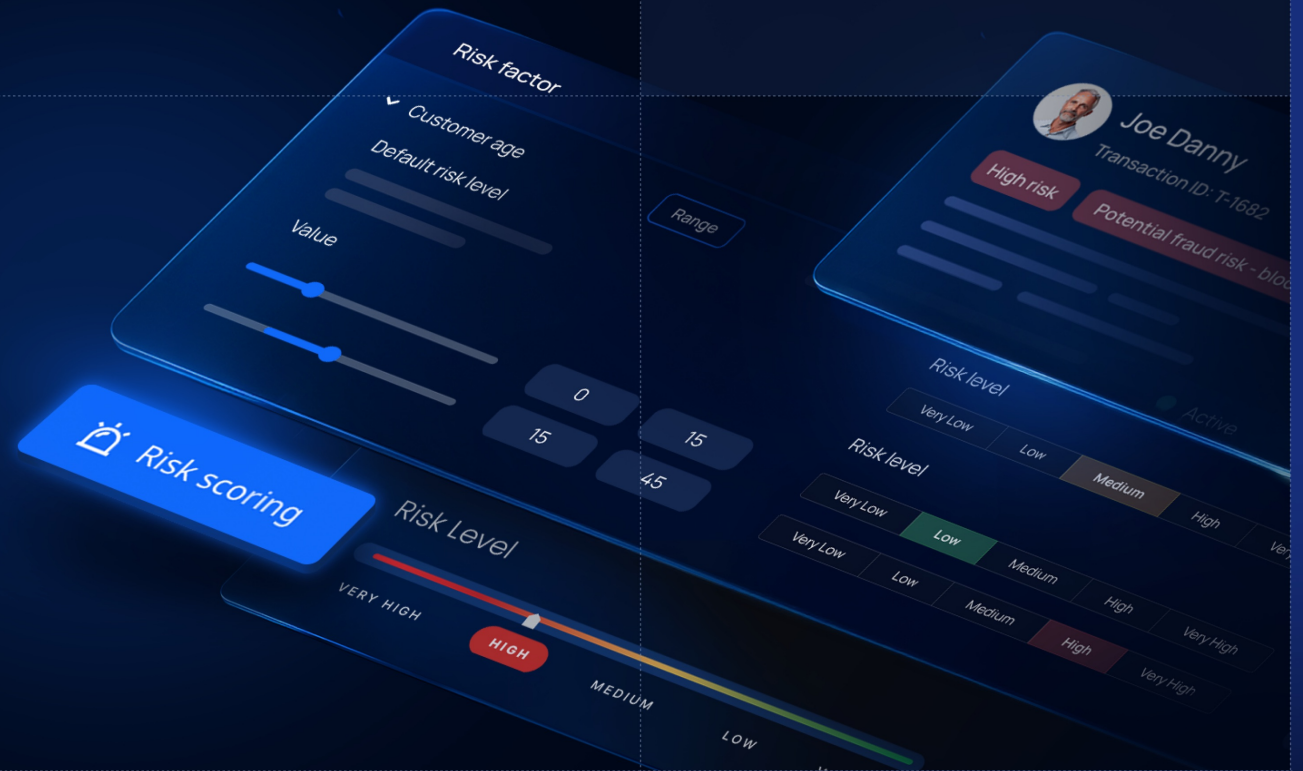 Risk factor
Customer age
Default risk level
Range
Value
0
15
15
45
Risk level
Very Low
Low
Medium
High
Risk level
Very Low
Low
Medium
High
Very High
Very Low
Low
Medium
High
Very High
Joe Danny
Transaction ID: T-1682
High risk
Potential fraud risk -
Active
Risk scoring
Risk Level
VERY HIGH
HIGH
MEDIUM
LOW